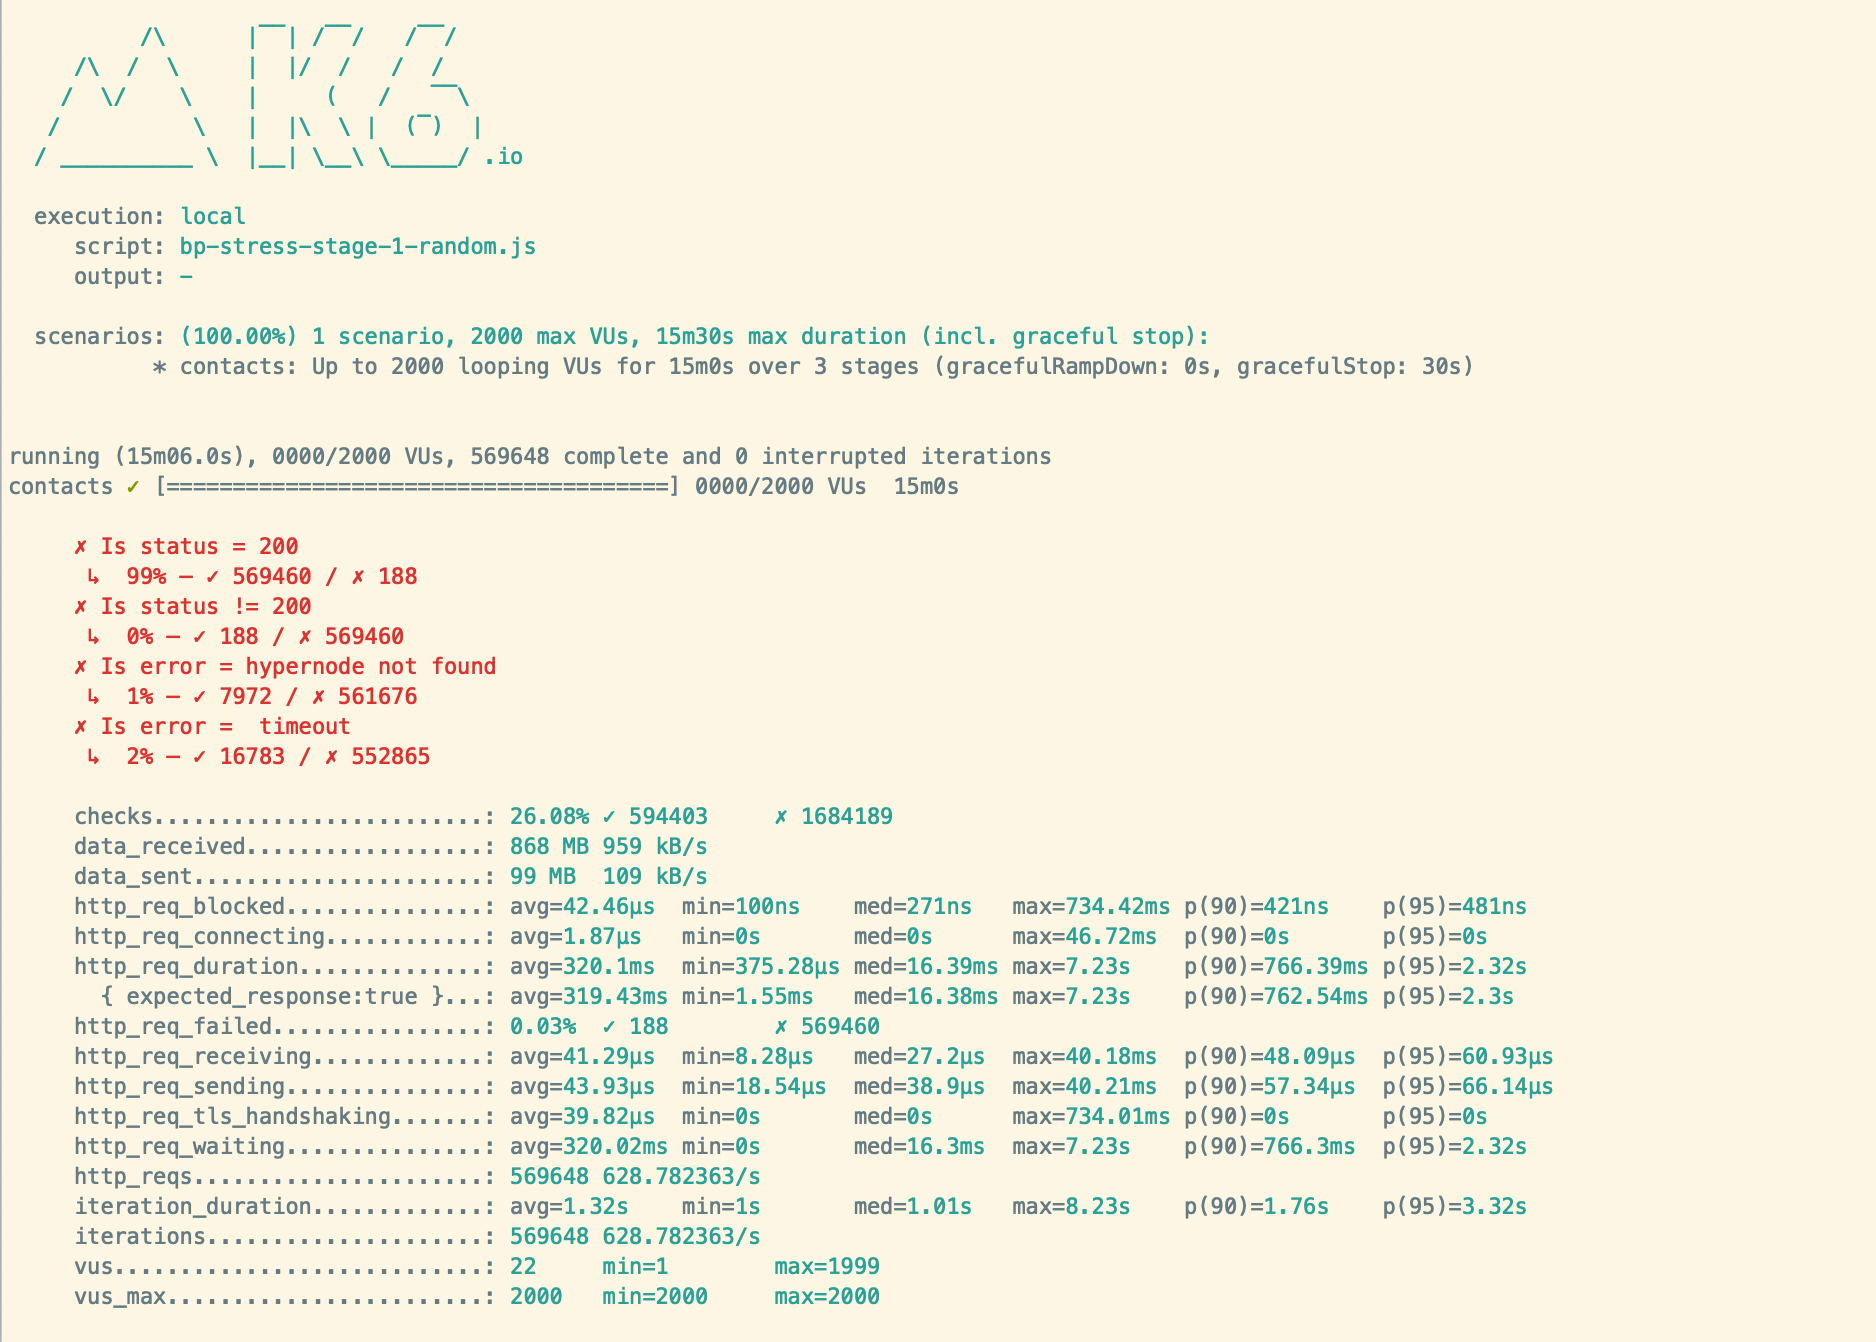 /\      |‾‾| /‾‾/   /‾‾/
     /\  /  \     |  |/  /   /  /
    /  \/    \    |     (   /   ‾‾\
   /          \   |  |\  \ |  (‾)  |
  / __________ \  |__| \__\ \_____/ .io

  execution: local
     script: bp-stress-stage-1-random.js
     output: -

  scenarios: (100.00%) 1 scenario, 2000 max VUs, 15m30s max duration (incl. graceful stop):
           * contacts: Up to 2000 looping VUs for 15m0s over 3 stages (gracefulRampDown: 0s, gracefulStop: 30s)

running (15m06.0s), 0000/2000 VUs, 569648 complete and 0 interrupted iterations
contacts ✓ [======================================] 0000/2000 VUs  15m0s

     ✗ Is status = 200
      ↳  99% — ✓ 569460 / ✗ 188
     ✗ Is status != 200
      ↳  0% — ✓ 188 / ✗ 569460
     ✗ Is error = hypernode not found
      ↳  1% — ✓ 7972 / ✗ 561676
     ✗ Is error =  timeout
      ↳  2% — ✓ 16783 / ✗ 552865

     checks.........................: 26.08% ✓ 594403     ✗ 1684189
     data_received..................: 868 MB 959 kB/s
     data_sent......................: 99 MB  109 kB/s
     http_req_blocked...............: avg=42.46µs  min=100ns    med=271ns   max=734.42ms p(90)=421ns    p(95)=481ns
     http_req_connecting............: avg=1.87µs   min=0s       med=0s      max=46.72ms  p(90)=0s       p(95)=0s
     http_req_duration..............: avg=320.1ms  min=375.28µs med=16.39ms max=7.23s    p(90)=766.39ms p(95)=2.32s
       { expected_response:true }...: avg=319.43ms min=1.55ms   med=16.38ms max=7.23s    p(90)=762.54ms p(95)=2.3s
     http_req_failed................: 0.03%  ✓ 188        ✗ 569460
     http_req_receiving.............: avg=41.29µs  min=8.28µs   med=27.2µs  max=40.18ms  p(90)=48.09µs  p(95)=60.93µs
     http_req_sending...............: avg=43.93µs  min=18.54µs  med=38.9µs  max=40.21ms  p(90)=57.34µs  p(95)=66.14µs
     http_req_tls_handshaking.......: avg=39.82µs  min=0s       med=0s      max=734.01ms p(90)=0s       p(95)=0s
     http_req_waiting...............: avg=320.02ms min=0s       med=16.3ms  max=7.23s    p(90)=766.3ms  p(95)=2.32s
     http_reqs......................: 569648 628.782363/s
     iteration_duration.............: avg=1.32s    min=1s       med=1.01s   max=8.23s    p(90)=1.76s    p(95)=3.32s
     iterations.....................: 569648 628.782363/s
     vus............................: 22     min=1        max=1999
     vus_max........................: 2000   min=2000     max=2000